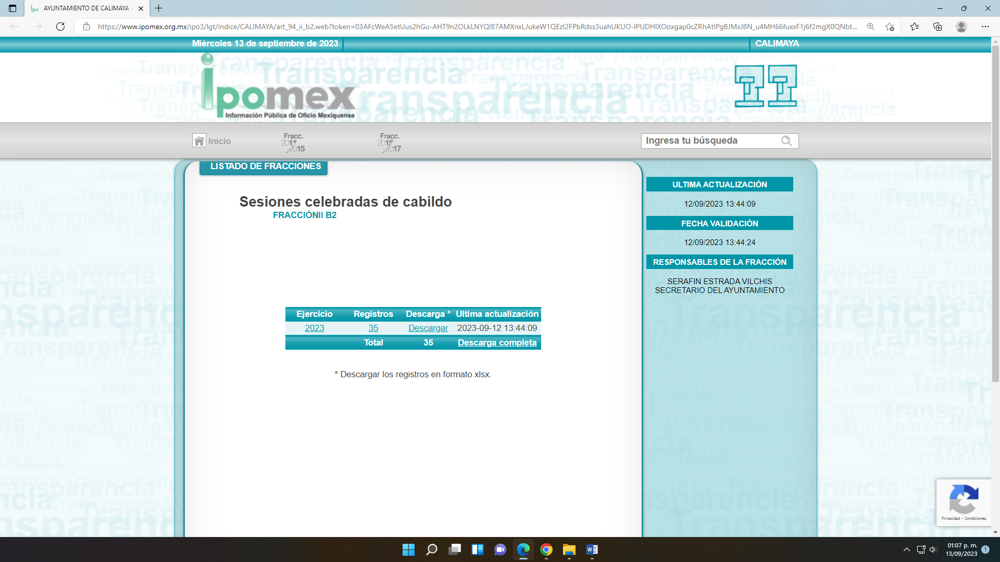 AYUNTAMIENTO DE CALIMAYA -
https://www.ipomex.org.mx/ipo3/lgt/indice/CALIMAYA/art_94_ii_b2.web?token=03AFcWeA5etUus2hGu-AHT9n2OLkLNYQI87AMXnxLJukeW1QEzI2FPbRdss3uahUKUO-IPUDHIXOoxgap0cZRhAtIPgBJMxJ8N_u4MH66fuxxF1j6f2mgX0QNbt...
Miércoles 13 de septiembre de 2023
CALIMAYA
ipomex
Información Pública de Oficio Mexiquense
Inicio
Fracc.
2011/2015
Fracc.
2015/2017
Ingresa tu búsqueda
LISTADO DE FRACCIONES
Sesiones celebradas de cabildo
FRACCIÓNII B2
Ejercicio Registros Descarga * Ultima actualización
2023 35 Descargar 2023-09-12 13:44:09
Total 35 Descarga completa
* Descargar los registros en formato xlsx.
ULTIMA ACTUALIZACIÓN
12/09/2023 13:44:09
FECHA VALIDACIÓN
12/09/2023 13:44:24
RESPONSABLES DE LA FRACCIÓN
SERAFIN ESTRADA VILCHIS
SECRETARIO DEL AYUNTAMIENTO
Privacidad - Condiciones
01:07 p. m.
13/09/2023
1